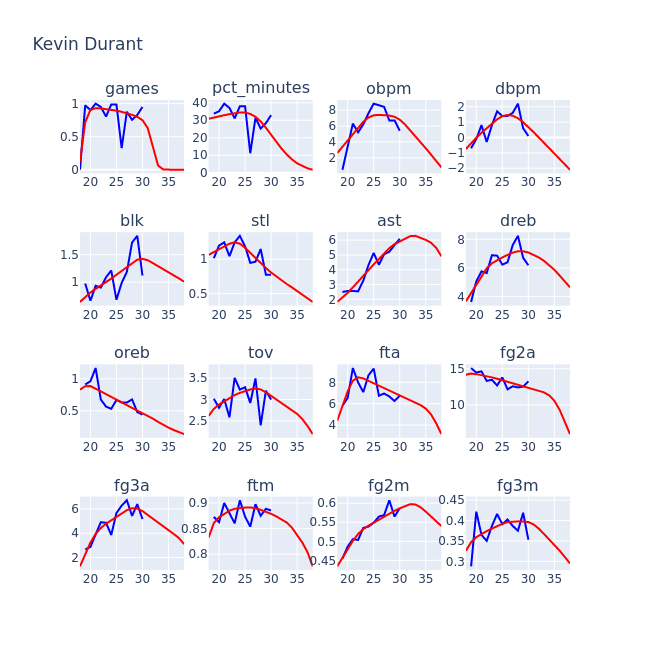 Kevin Durant
games pct_minutes obpm dbpm
1 0.5 0
40 30 20 10 0
8 6 4 2
2 1 0 −1 −2
20 25 30 35 20 25 30 35 20 25 30 35 20 25 30 35
blk stl ast dreb
1.5 1
1 0.5
6 5 4 3 2
8 6 4
20 25 30 35 20 25 30 35 20 25 30 35 20 25 30 35
oreb tov fta fg2a
1 0.5
3.5 3 2.5
8 6 4
15 10
20 25 30 35 20 25 30 35 20 25 30 35 20 25 30 35
fg3a ftm fg2m fg3m
6 4 2
0.9 0.85 0.8
0.6 0.55 0.5 0.45
0.45 0.4 0.35 0.3
20 25 30 35 20 25 30 35 20 25 30 35 20 25 30 35